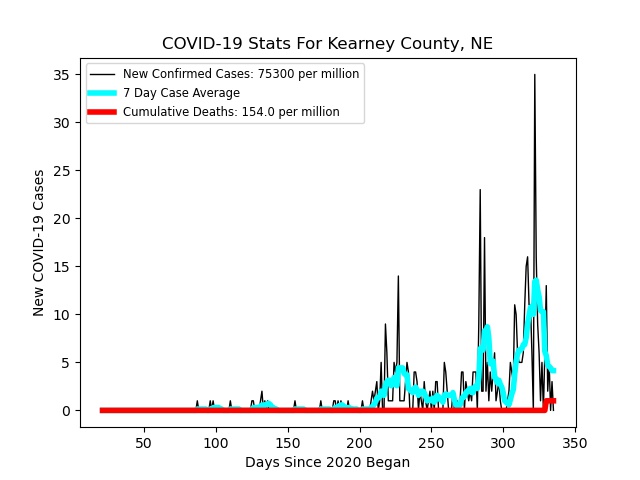 COVID-19 Stats For Kearney County, NE
New Confirmed Cases: 75300 per million
7 Day Case Average
Cumulative Deaths: 154.0 per million
New COVID-19 Cases
35
30
25
20
15
10
5
0
50 100 150 200 250 300 350
Days Since 2020 Began